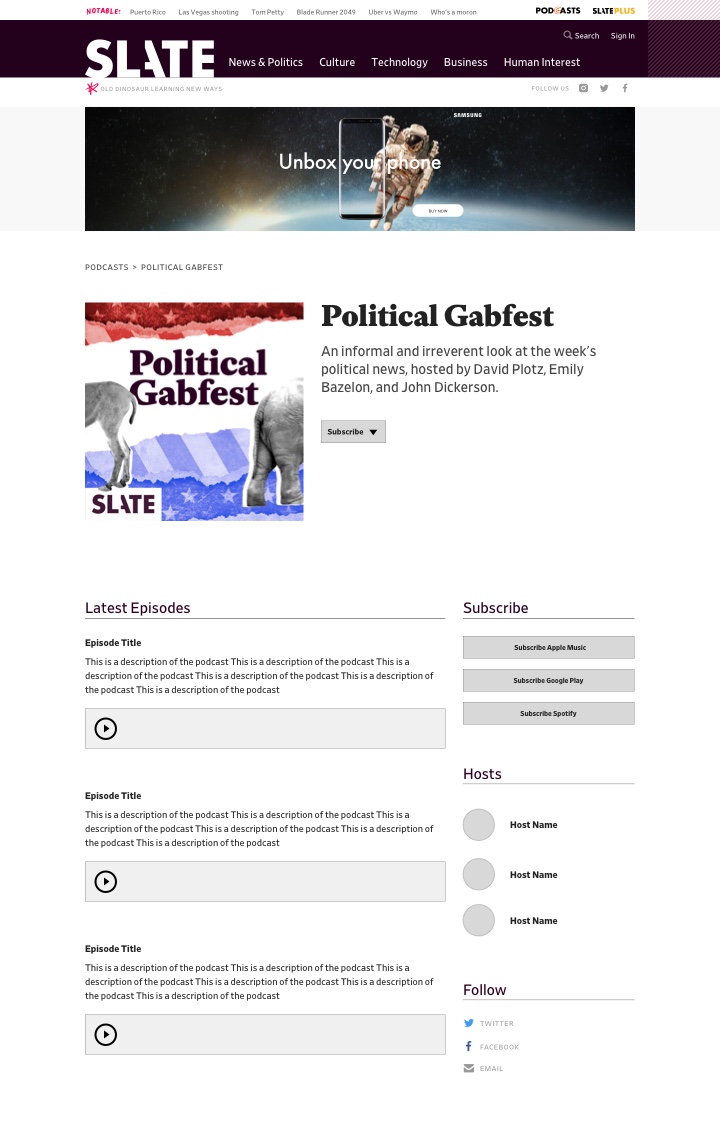 NOTABLE: Puerto Rico Las Vegas shooting Tom Petty Blade Runner 2049 Uber vs Waymo Who's a moron PODCASTS SLATEPLUS
Search Sign In
SLATE News & Politics Culture Technology Business Human Interest
OLD DINOSAUR LEARNING NEW WAYS FOLLOW US
SAMSUNG
Unbox your phone
BUY NOW
PODCASTS > POLITICAL GABFEST
Political
Gabfest
SLATE
Political Gabfest
An informal and irreverent look at the week's
political news, hosted by David Plotz, Emily
Bazelon, and John Dickerson.
Subscribe
Latest Episodes
Episode Title
This is a description of the podcast This is a description of the podcast This is a
description of the podcast This is a description of the podcast This is a description of
the podcast This is a description of the podcast
Episode Title
This is a description of the podcast This is a description of the podcast This is a
description of the podcast This is a description of the podcast This is a description of
the podcast This is a description of the podcast
Episode Title
This is a description of the podcast This is a description of the podcast This is a
description of the podcast This is a description of the podcast This is a description of
the podcast This is a description of the podcast
Subscribe
Subscribe Apple Music
Subscribe Google Play
Subscribe Spotify
Hosts
Host Name
Host Name
Host Name
Follow
TWITTER
FACEBOOK
EMAIL